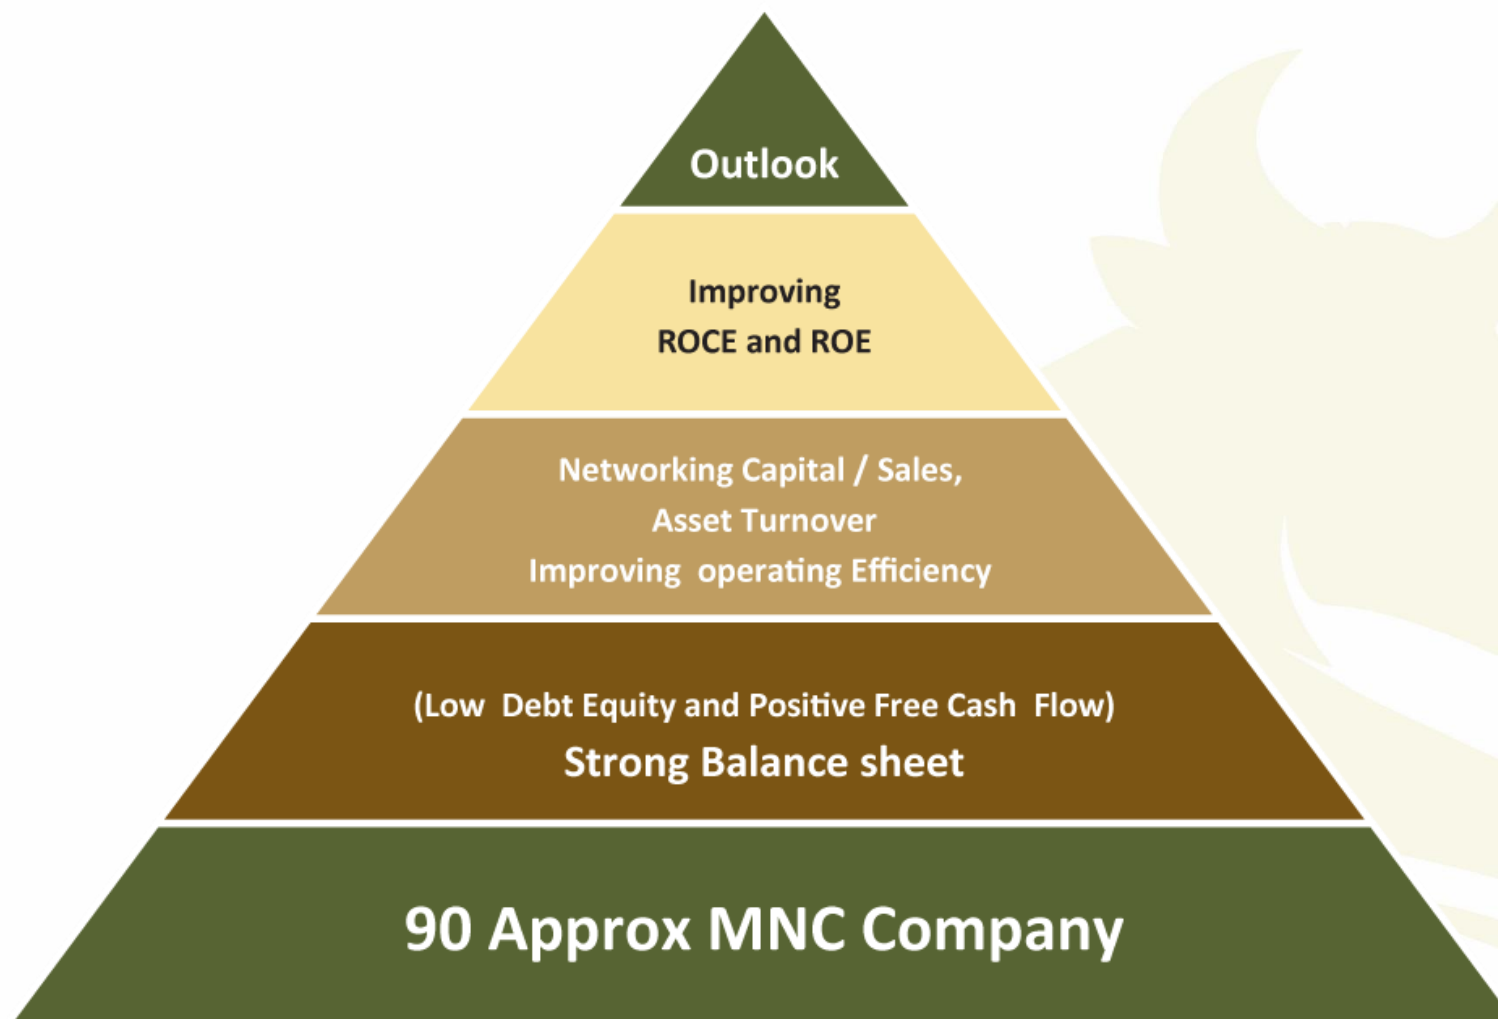 Outlook
Improving
ROCE and ROE
Networking Capital / Sales,
Asset Turnover
Improving operating Efficiency
(Low Debt Equity and Positive Free Cash Flow)
Strong Balance sheet
90 Approx MNC Company